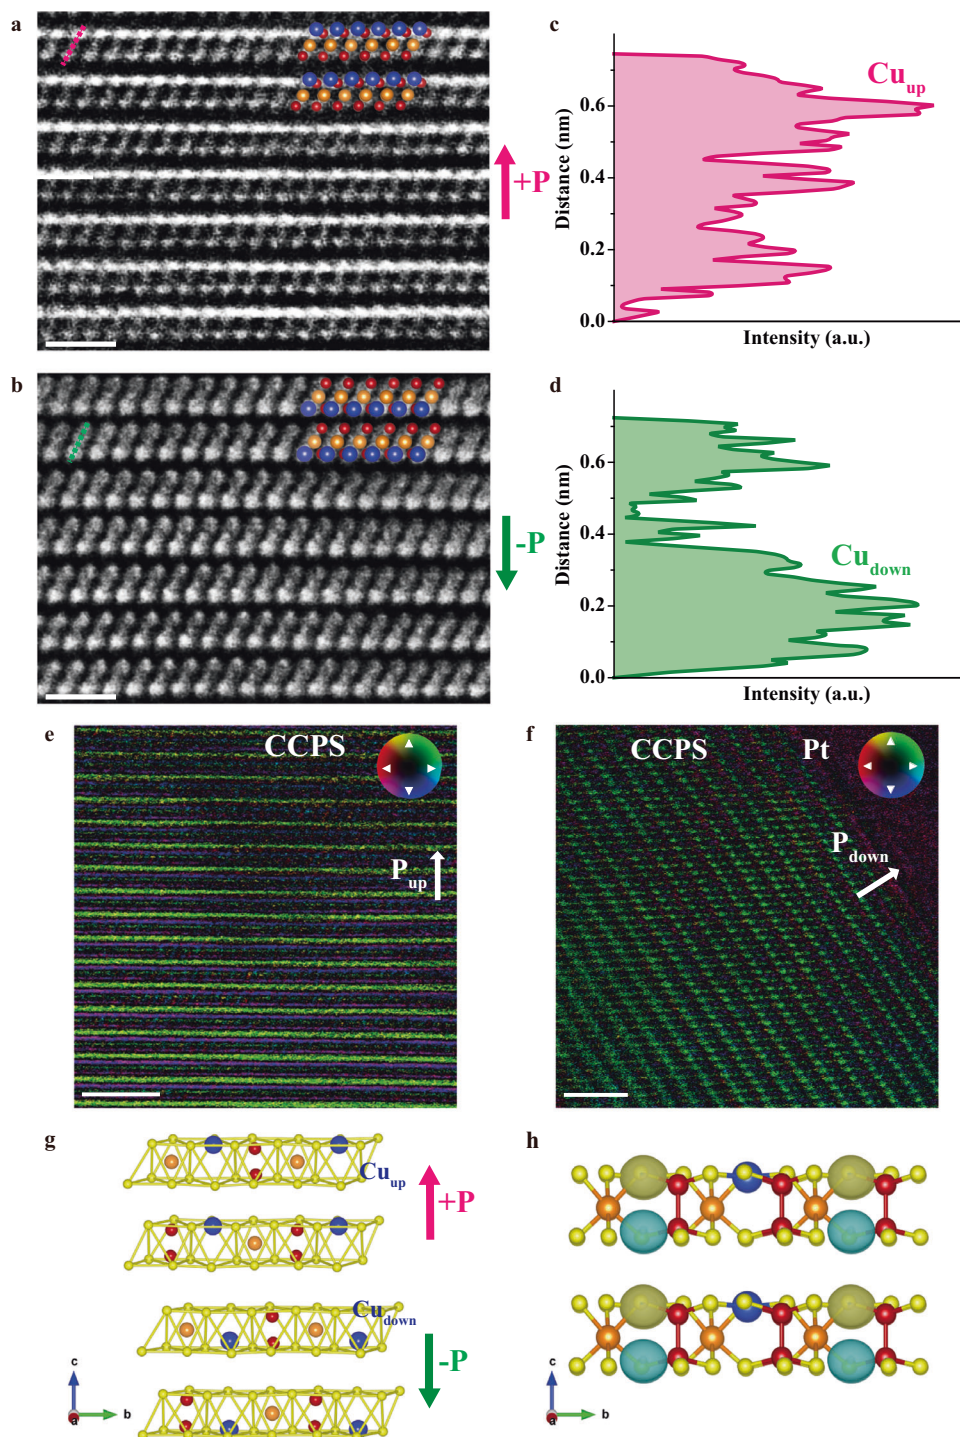 a
+P
c
Cu_up
Distance (nm)
0.6
0.4
0.2
0.0
Intensity (a.u.)
b
-P
d
Cu_down
Distance (nm)
0.6
0.4
0.2
0.0
Intensity (a.u.)
e
CCPS
P_up
f
CCPS Pt
P_down
g
Cu_up
+P
Cu_down
-P
c
a b
h
c
a b